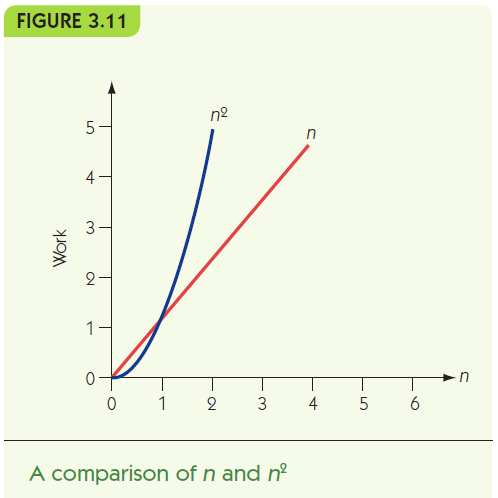 FIGURE 3.11
n²
n
5
4
3
2
1
0
Work
0 1 2 3 4 5 6
n
A comparison of n and n²